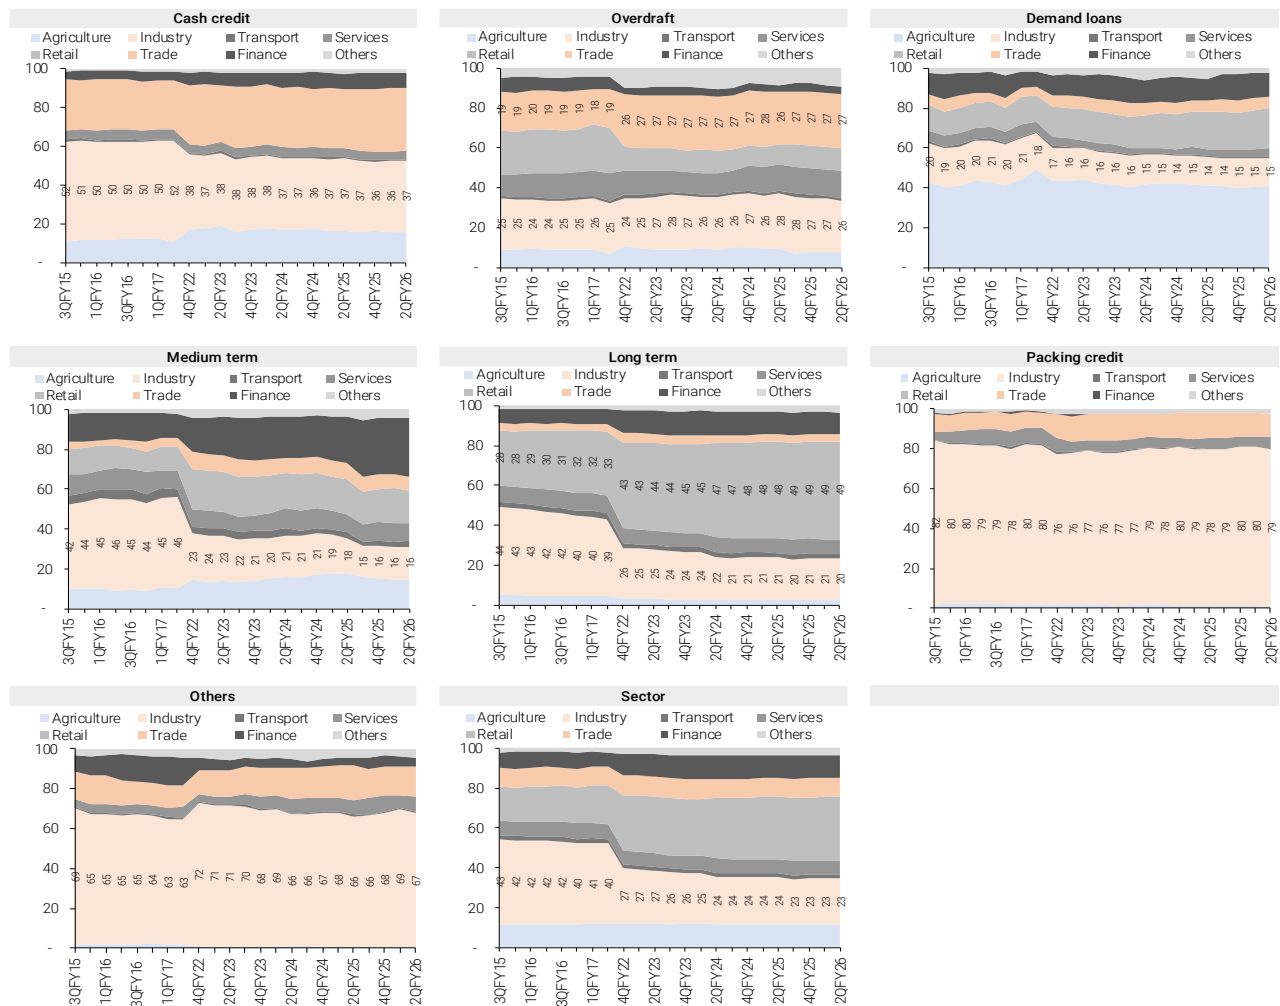 Cash credit
Agriculture Industry Transport Services
Retail Trade Finance Others
100
80
60
40
20
-
52 51 50 50 50 50 50 52 38 37 38 38 38 37 37 36 37 37 36 36 37
3QFY15 1QFY16 3QFY16 1QFY17 4QFY22 2QFY23 4QFY23 2QFY24 4QFY24 2QFY25 4QFY25 2QFY26
Overdraft
Agriculture Industry Transport Services
Retail Trade Finance Others
100
80
60
40
20
-
19 19 20 19 19 19 18 19 26 27 27 27 27 27 27 27 28 26 27 27 27 27
25 25 24 24 25 25 26 25 24 25 27 28 27 26 26 26 27 26 27 28 27 27 26
3QFY15 1QFY16 3QFY16 1QFY17 4QFY22 2QFY23 4QFY23 2QFY24 4QFY24 2QFY25 4QFY25 2QFY26
Demand loans
Agriculture Industry Transport Services
Retail Trade Finance Others
100
80
60
40
20
-
20 19 20 20 21 20 21 18 17 16 16 16 16 16 15 15 14 15 14 14 15 15 15
3QFY15 1QFY16 3QFY16 1QFY17 4QFY22 2QFY23 4QFY23 2QFY24 4QFY24 2QFY25 4QFY25 2QFY26
Medium term
Agriculture Industry Transport Services
Retail Trade Finance Others
100
80
60
40
20
-
42 44 45 46 45 44 45 46 23 24 23 22 21 20 21 21 21 19 18 15 16 16 16
3QFY15 1QFY16 3QFY16 1QFY17 4QFY22 2QFY23 4QFY23 2QFY24 4QFY24 2QFY25 4QFY25 2QFY26
Long term
Agriculture Industry Transport Services
Retail Trade Finance Others
100
80
60
40
20
-
28 28 29 30 31 32 32 33 43 43 44 44 45 45 47 47 48 48 49 49 49 49
44 43 43 42 42 40 40 39 26 25 25 24 24 24 22 21 21 21 21 20 21 21 20
3QFY15 1QFY16 3QFY16 1QFY17 4QFY22 2QFY23 4QFY23 2QFY24 4QFY24 2QFY25 4QFY25 2QFY26
Packing credit
Agriculture Industry Transport Services
Retail Trade Finance Others
100
80
60
40
20
-
82 80 80 79 79 78 80 80 76 76 77 76 77 77 79 78 80 79 78 79 80 80 79
3QFY15 1QFY16 3QFY16 1QFY17 4QFY22 2QFY23 4QFY23 2QFY24 4QFY24 2QFY25 4QFY25 2QFY26
Others
Agriculture Industry Transport Services
Retail Trade Finance Others
100
80
60
40
20
-
69 65 65 65 65 64 63 63 72 71 71 70 68 69 66 66 67 68 66 66 68 69 67
3QFY15 1QFY16 3QFY16 1QFY17 4QFY22 2QFY23 4QFY23 2QFY24 4QFY24 2QFY25 4QFY25 2QFY26
Sector
Agriculture Industry Transport Services
Retail Trade Finance Others
100
80
60
40
20
-
43 42 42 42 42 40 41 40 27 27 27 26 26 25 24 24 24 24 24 23 23 23 23
3QFY15 1QFY16 3QFY16 1QFY17 4QFY22 2QFY23 4QFY23 2QFY24 4QFY24 2QFY25 4QFY25 2QFY26